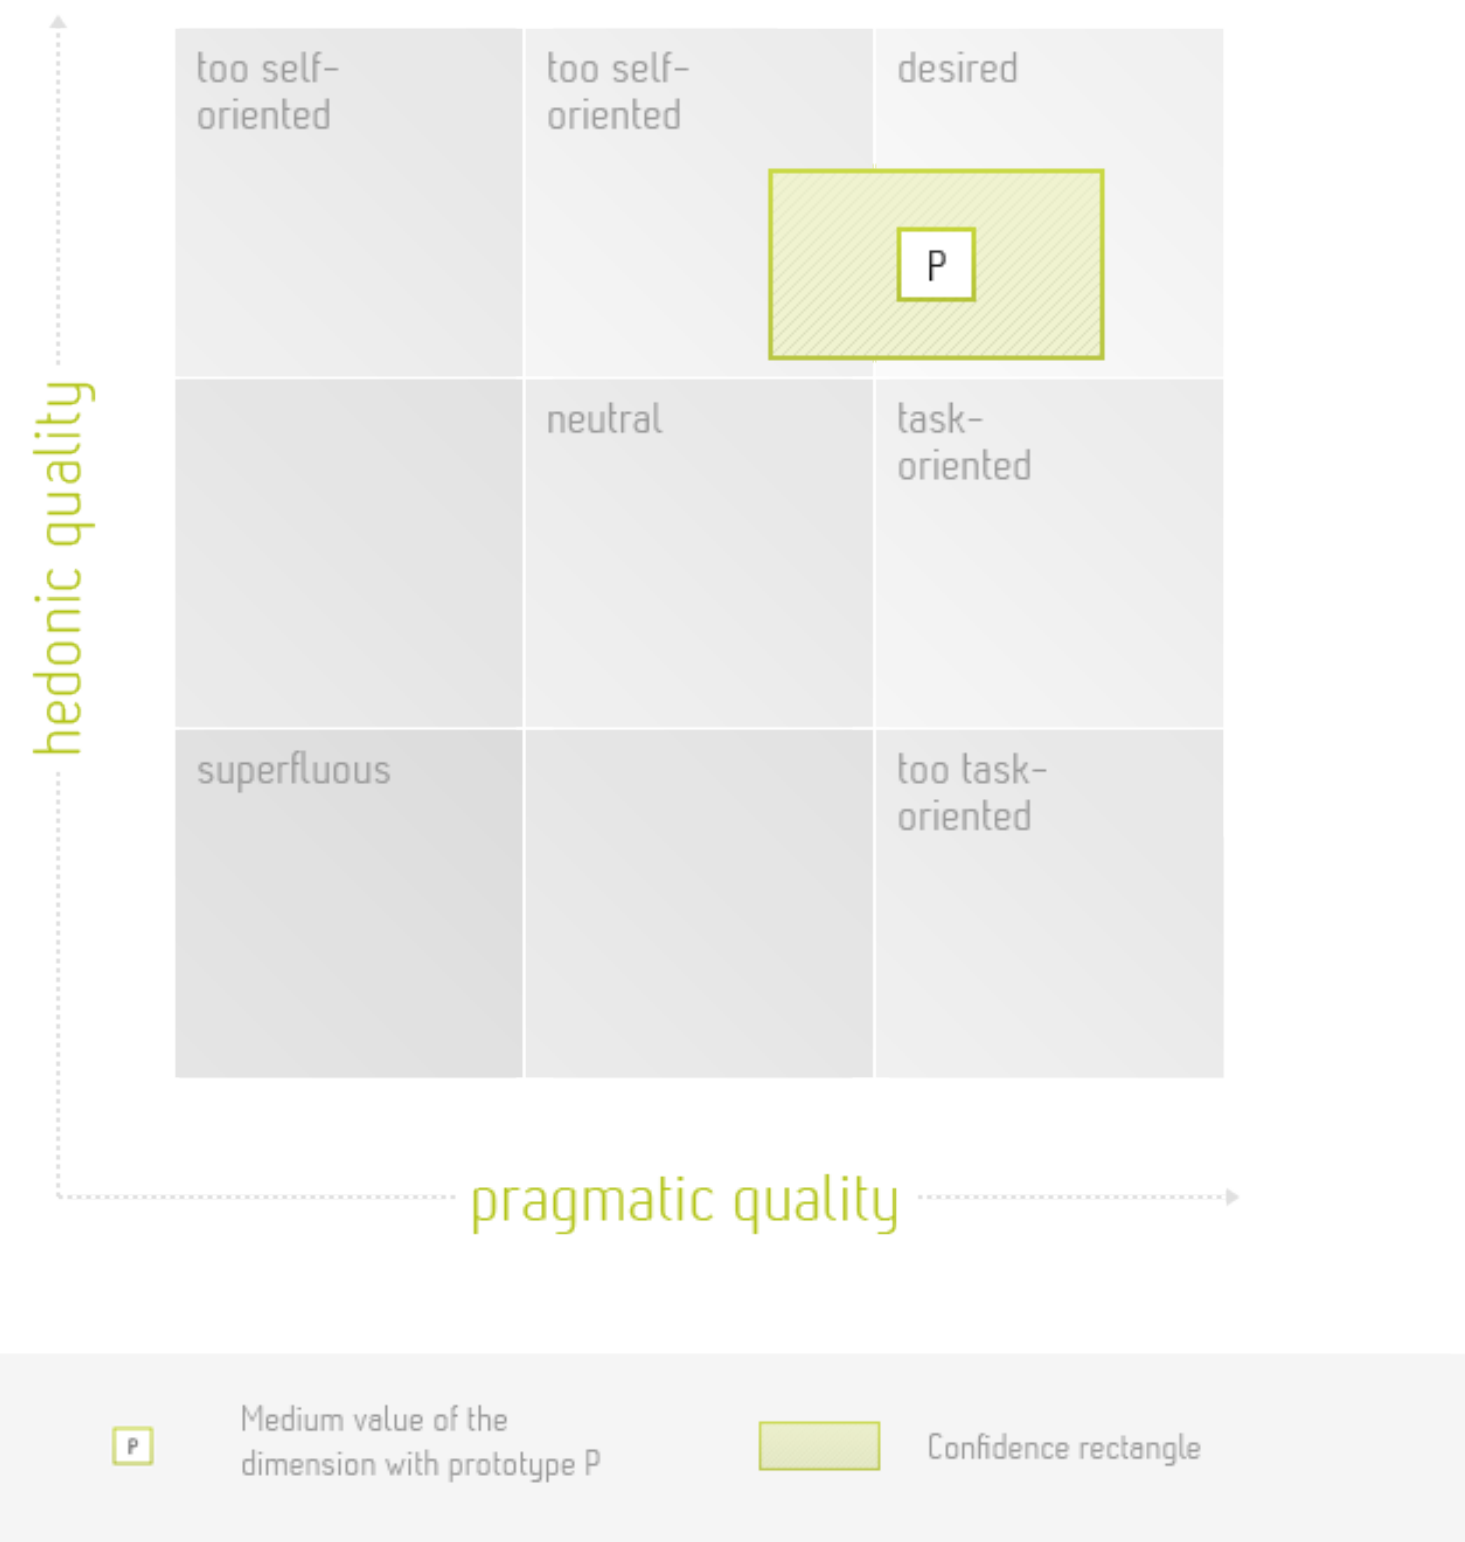 too self-
oriented
too self-
oriented
desired
P
neutral
task-
oriented
superfluous
too task-
oriented
hedonic quality
pragmatic quality
P
Medium value of the
dimension with prototype P
Confidence rectangle